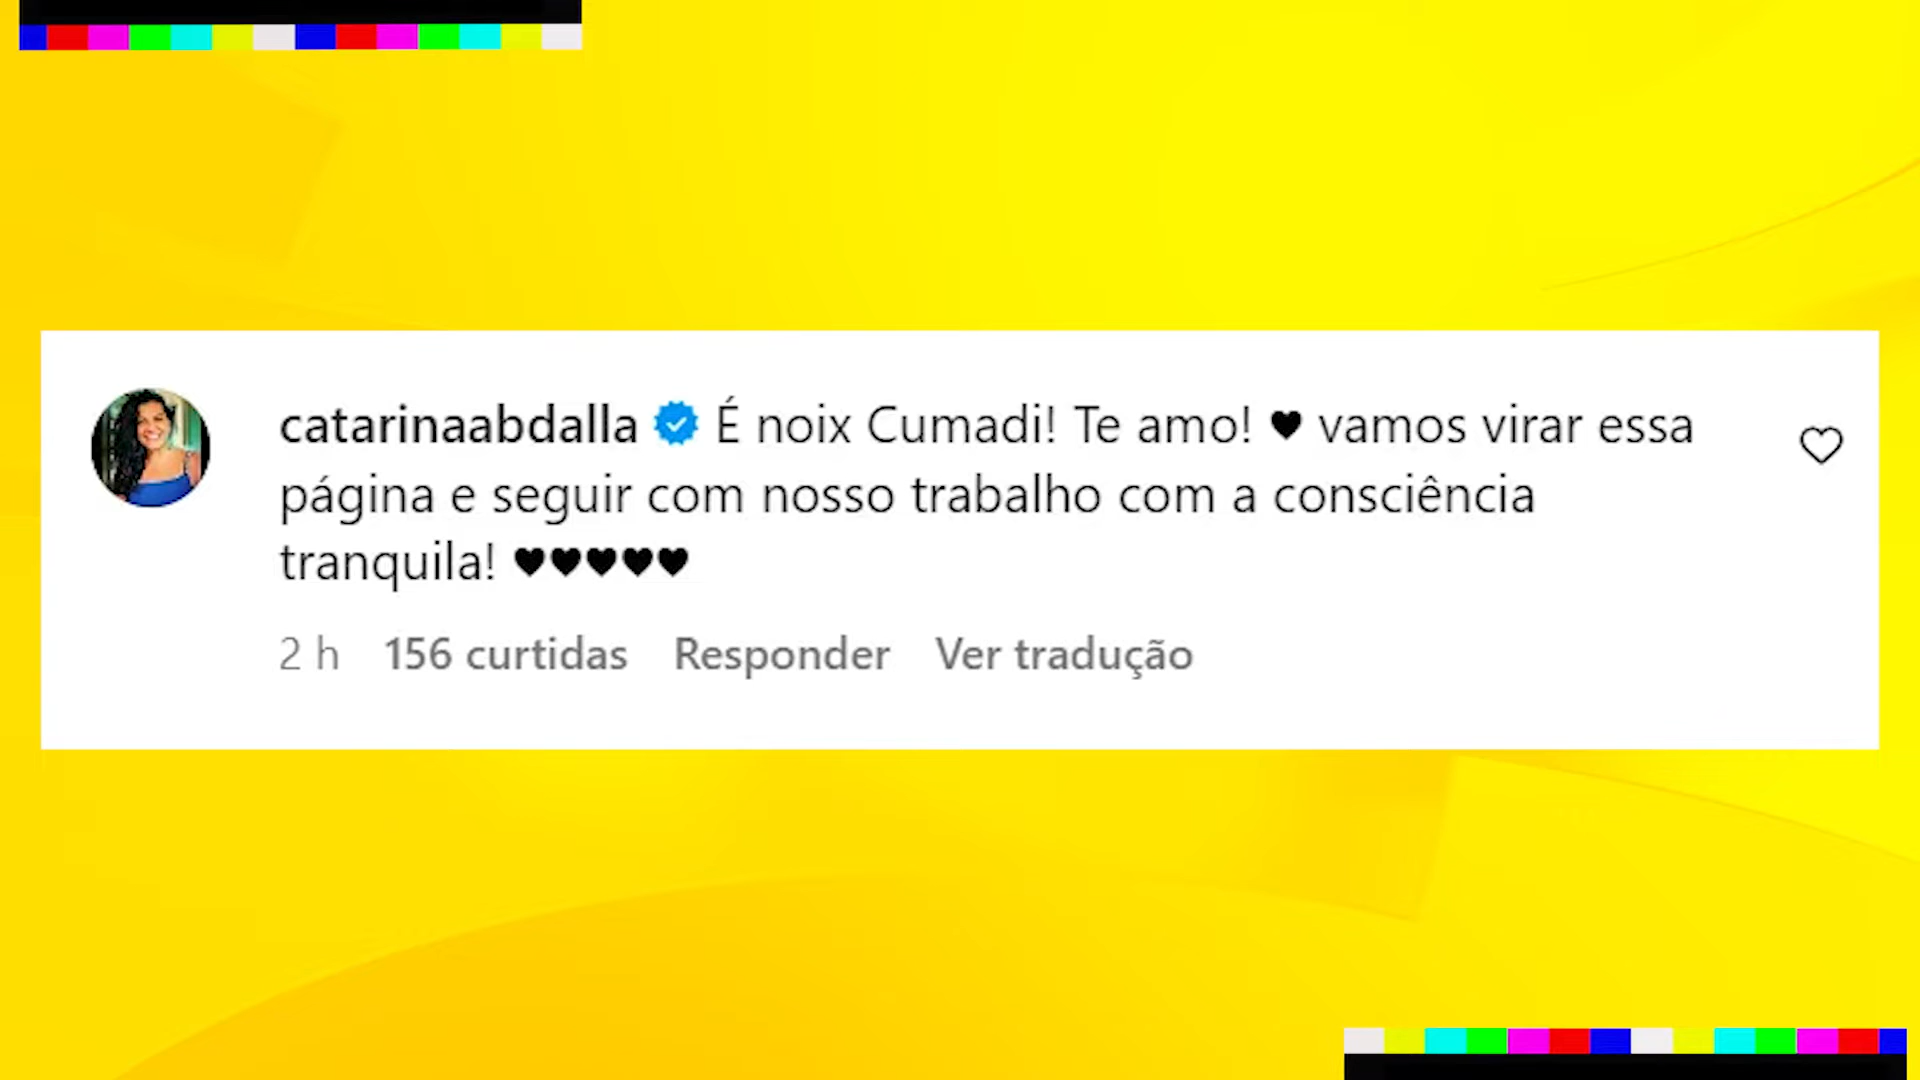 catarinaabdalla É noix Cumadi! Te amo! ♥ vamos virar essa
página e seguir com nosso trabalho com a consciência
tranquila! ♥♥♥♥♥
2 h 156 curtidas Responder Ver tradução